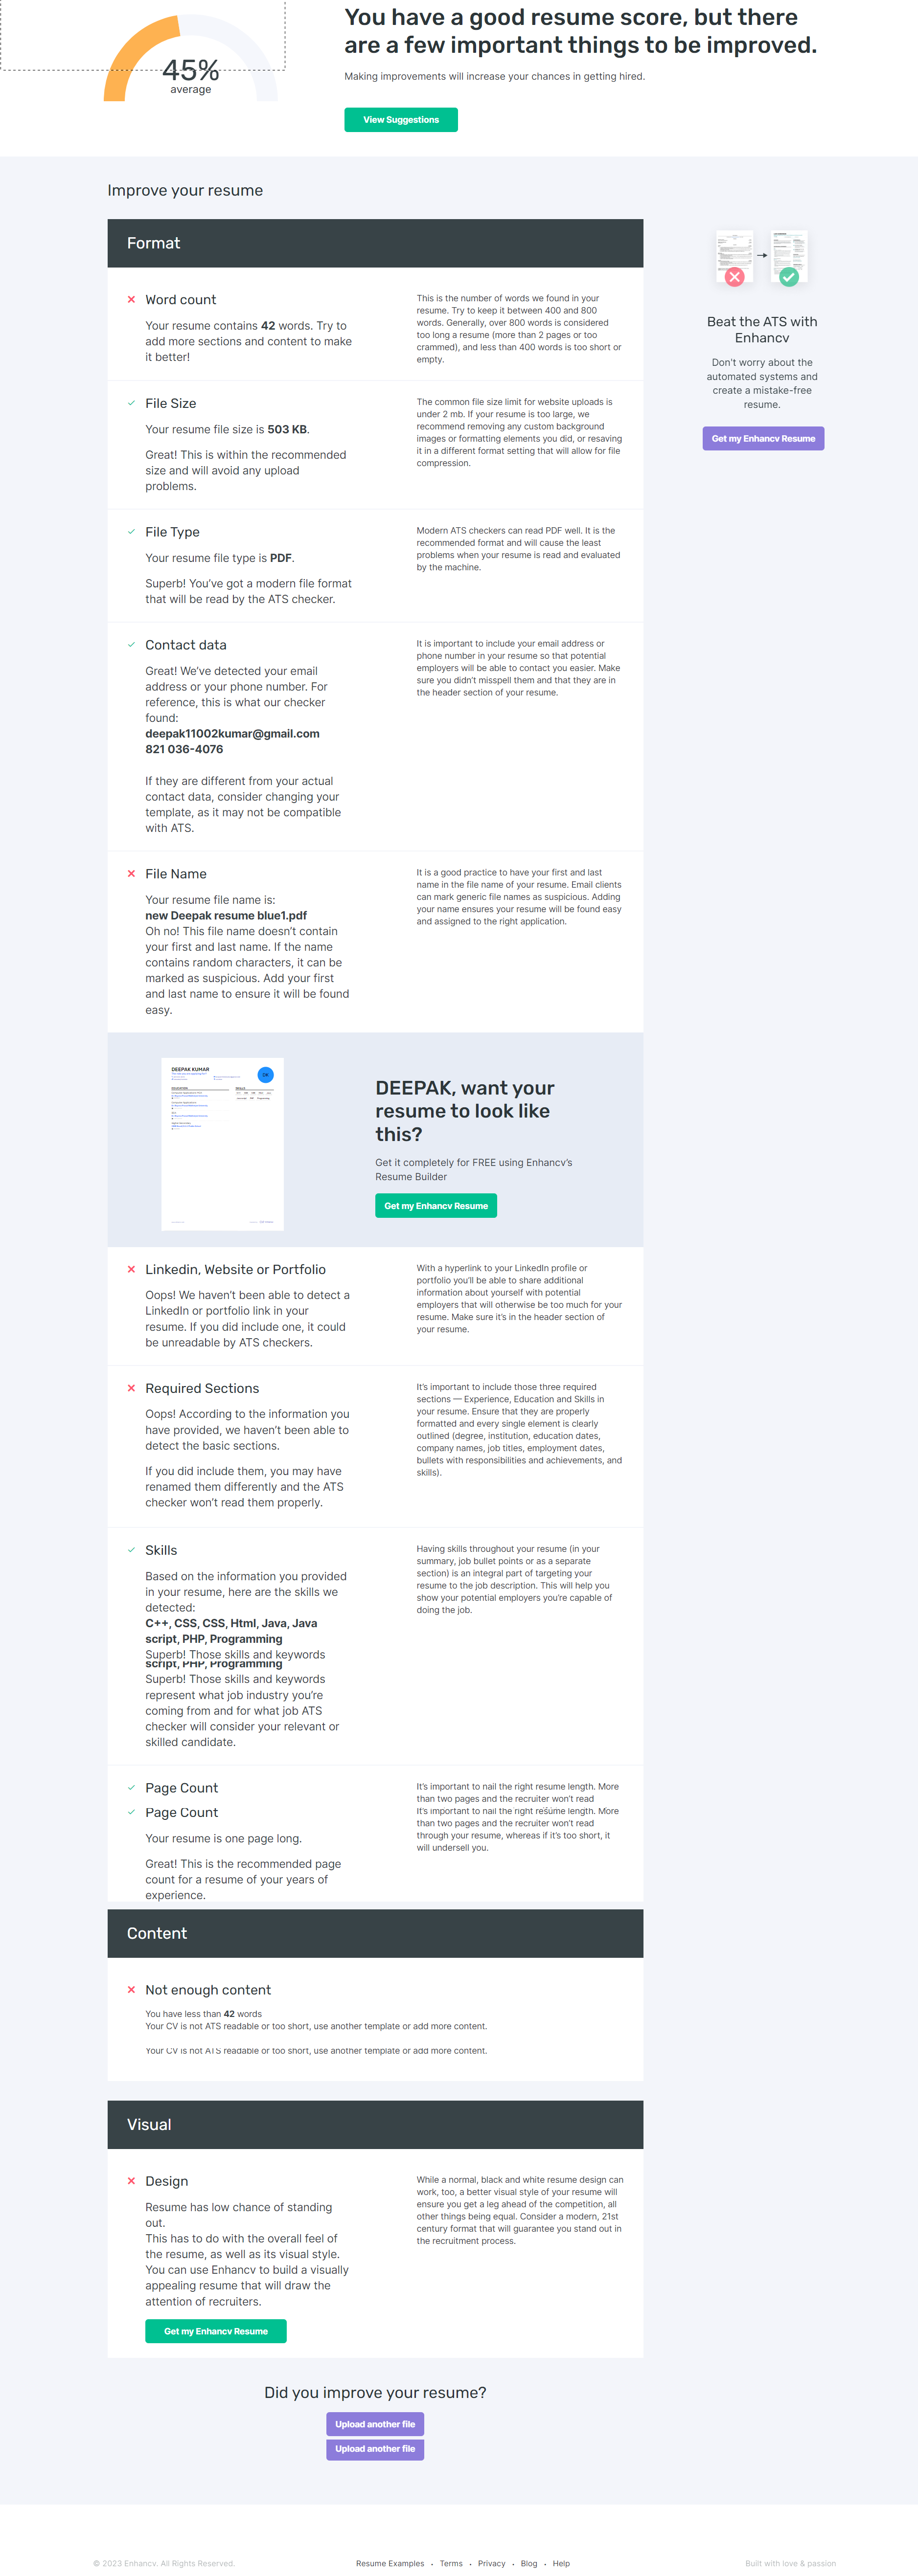 45%
average
You have a good resume score, but there
are a few important things to be improved.
Making improvements will increase your chances in getting hired.
View Suggestions
Improve your resume
Format
Word count
Your resume contains 42 words. Try to
add more sections and content to make
it better!
This is the number of words we found in your
resume. Try to keep it between 400 and 800
words. Generally, over 800 words is considered
too long a resume (more than 2 pages or too
crammed), and less than 400 words is too short or
empty.
Beat the ATS with
Enhancv
Don't worry about the
automated systems and
create a mistake-free
resume.
Get my Enhancv Resume
File Size
Your resume file size is 503 KB.
Great! This is within the recommended
size and will avoid any upload
problems.
The common file size limit for website uploads is
under 2 mb. If your resume is too large, we
recommend removing any custom background
images or formatting elements you did, or resaving
it in a different format setting that will allow for file
compression.
File Type
Your resume file type is PDF.
Superb! You've got a modern file format
that will be read by the ATS checker.
Modern ATS checkers can read PDF well. It is the
recommended format and will cause the least
problems when your resume is read and evaluated
by the machine.
Contact data
Great! We've detected your email
address or your phone number. For
reference, this is what our checker
found:
deepak11002kumar@gmail.com
821 036-4076
If they are different from your actual
contact data, consider changing your
template, as it may not be compatible
with ATS.
It is important to include your email address or
phone number in your resume so that potential
employers will be able to contact you easier. Make
sure you didn't misspell them and that they are in
the header section of your resume.
File Name
Your resume file name is:
new Deepak resume blue1.pdf
Oh no! This file name doesn't contain
your first and last name. If the name
contains random characters, it can be
marked as suspicious. Add your first
and last name to ensure it will be found
easy.
It is a good practice to have your first and last
name in the file name of your resume. Email clients
can mark generic file names as suspicious. Adding
your name ensures your resume will be found easy
and assigned to the right application.
DEEPAK KUMAR
DK
EDUCATION
SKILLS
DEEPAK, want your
resume to look like
this?
Get it completely for FREE using Enhancv's
Resume Builder
Get my Enhancv Resume
Linkedin, Website or Portfolio
Oops! We haven't been able to detect a
LinkedIn or portfolio link in your
resume. If you did include one, it could
be unreadable by ATS checkers.
With a hyperlink to your LinkedIn profile or
portfolio you'll be able to share additional
information about yourself with potential
employers that will otherwise be too much for your
resume. Make sure it's in the header section of
your resume.
Required Sections
Oops! According to the information you
have provided, we haven't been able to
detect the basic sections.
If you did include them, you may have
renamed them differently and the ATS
checker won't read them properly.
It's important to include those three required
sections — Experience, Education and Skills in
your resume. Ensure that they are properly
formatted and every single element is clearly
outlined (degree, institution, education dates,
company names, job titles, employment dates,
bullets with responsibilities and achievements, and
skills).
Skills
Based on the information you provided
in your resume, here are the skills we
detected:
C++, CSS, CSS, Html, Java, Java
script, PHP, Programming
Superb! Those skills and keywords
script, PHP, Programming
Superb! Those skills and keywords
represent what job industry you're
coming from and for what job ATS
checker will consider your relevant or
skilled candidate.
Having skills throughout your resume (in your
summary, job bullet points or as a separate
section) is an integral part of targeting your
resume to the job description. This will help you
show your potential employers you're capable of
doing the job.
Page Count
Page Count
Your resume is one page long.
Great! This is the recommended page
count for a resume of your years of
experience.
It's important to nail the right resume length. More
than two pages and the recruiter won't read
It's important to nail the right resume length. More
than two pages and the recruiter won't read
through your resume, whereas if it's too short, it
will undersell you.
Content
Not enough content
You have less than 42 words
Your CV is not ATS readable or too short, use another template or add more content.
Your CV is not ATS readable or too short, use another template or add more content.
Visual
Design
Resume has low chance of standing
out.
This has to do with the overall feel of
the resume, as well as its visual style.
You can use Enhancv to build a visually
appealing resume that will draw the
attention of recruiters.
Get my Enhancv Resume
While a normal, black and white resume design can
work, too, a better visual style of your resume will
ensure you get a leg ahead of the competition, all
other things being equal. Consider a modern, 21st
century format that will guarantee you stand out in
the recruitment process.
Did you improve your resume?
Upload another file
Upload another file
© 2023 Enhancv. All Rights Reserved.
Resume Examples • Terms • Privacy • Blog • Help
Built with love & passion